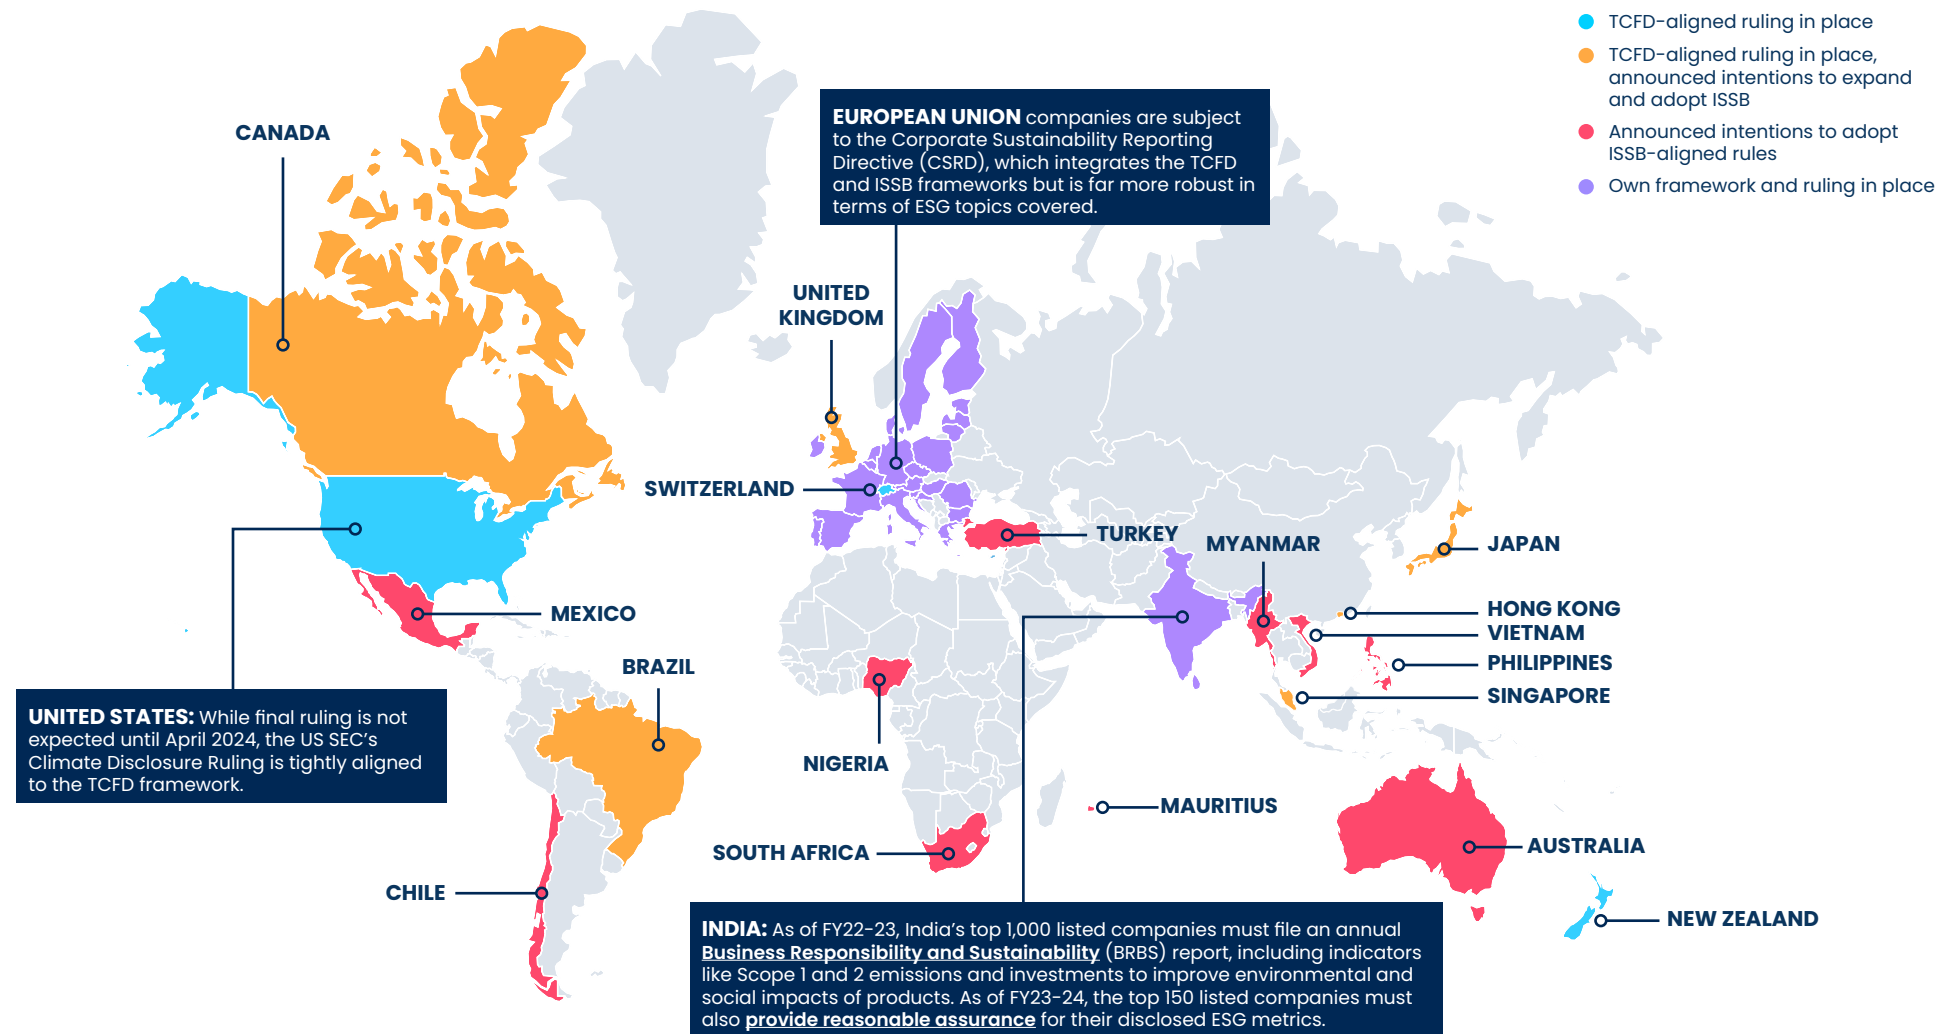 TCFD-aligned ruling in place
TCFD-aligned ruling in place,
announced intentions to expand
and adopt ISSB
Announced intentions to adopt
ISSB-aligned rules
Own framework and ruling in place
CANADA
EUROPEAN UNION companies are subject
to the Corporate Sustainability Reporting
Directive (CSRD), which integrates the TCFD
and ISSB frameworks but is far more robust in
terms of ESG topics covered.
UNITED
KINGDOM
SWITZERLAND
TURKEY
MYANMAR
JAPAN
HONG KONG
VIETNAM
PHILIPPINES
SINGAPORE
MEXICO
BRAZIL
UNITED STATES: While final ruling is not
expected until April 2024, the US SEC's
Climate Disclosure Ruling is tightly aligned
to the TCFD framework.
NIGERIA
MAURITIUS
SOUTH AFRICA
AUSTRALIA
CHILE
NEW ZEALAND
INDIA: As of FY22-23, India's top 1,000 listed companies must file an annual
Business Responsibility and Sustainability (BRBS) report, including indicators
like Scope 1 and 2 emissions and investments to improve environmental and
social impacts of products. As of FY23-24, the top 150 listed companies must
also provide reasonable assurance for their disclosed ESG metrics.